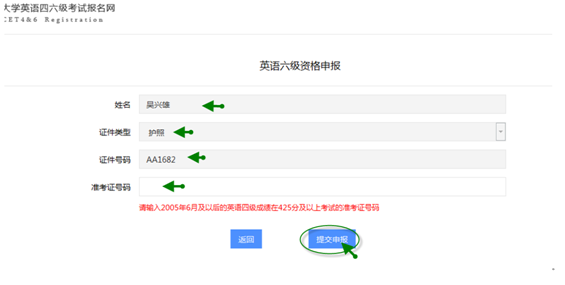 大学英语四六级考试报名网
CET4&6 Registration
英语六级资格申报
姓名 吴兴雄
证件类型 护照
证件号码 AA1682
准考证号码
请输入2005年6月及以后的英语四级成绩在425分及以上考试的准考证号码
返回 提交申报